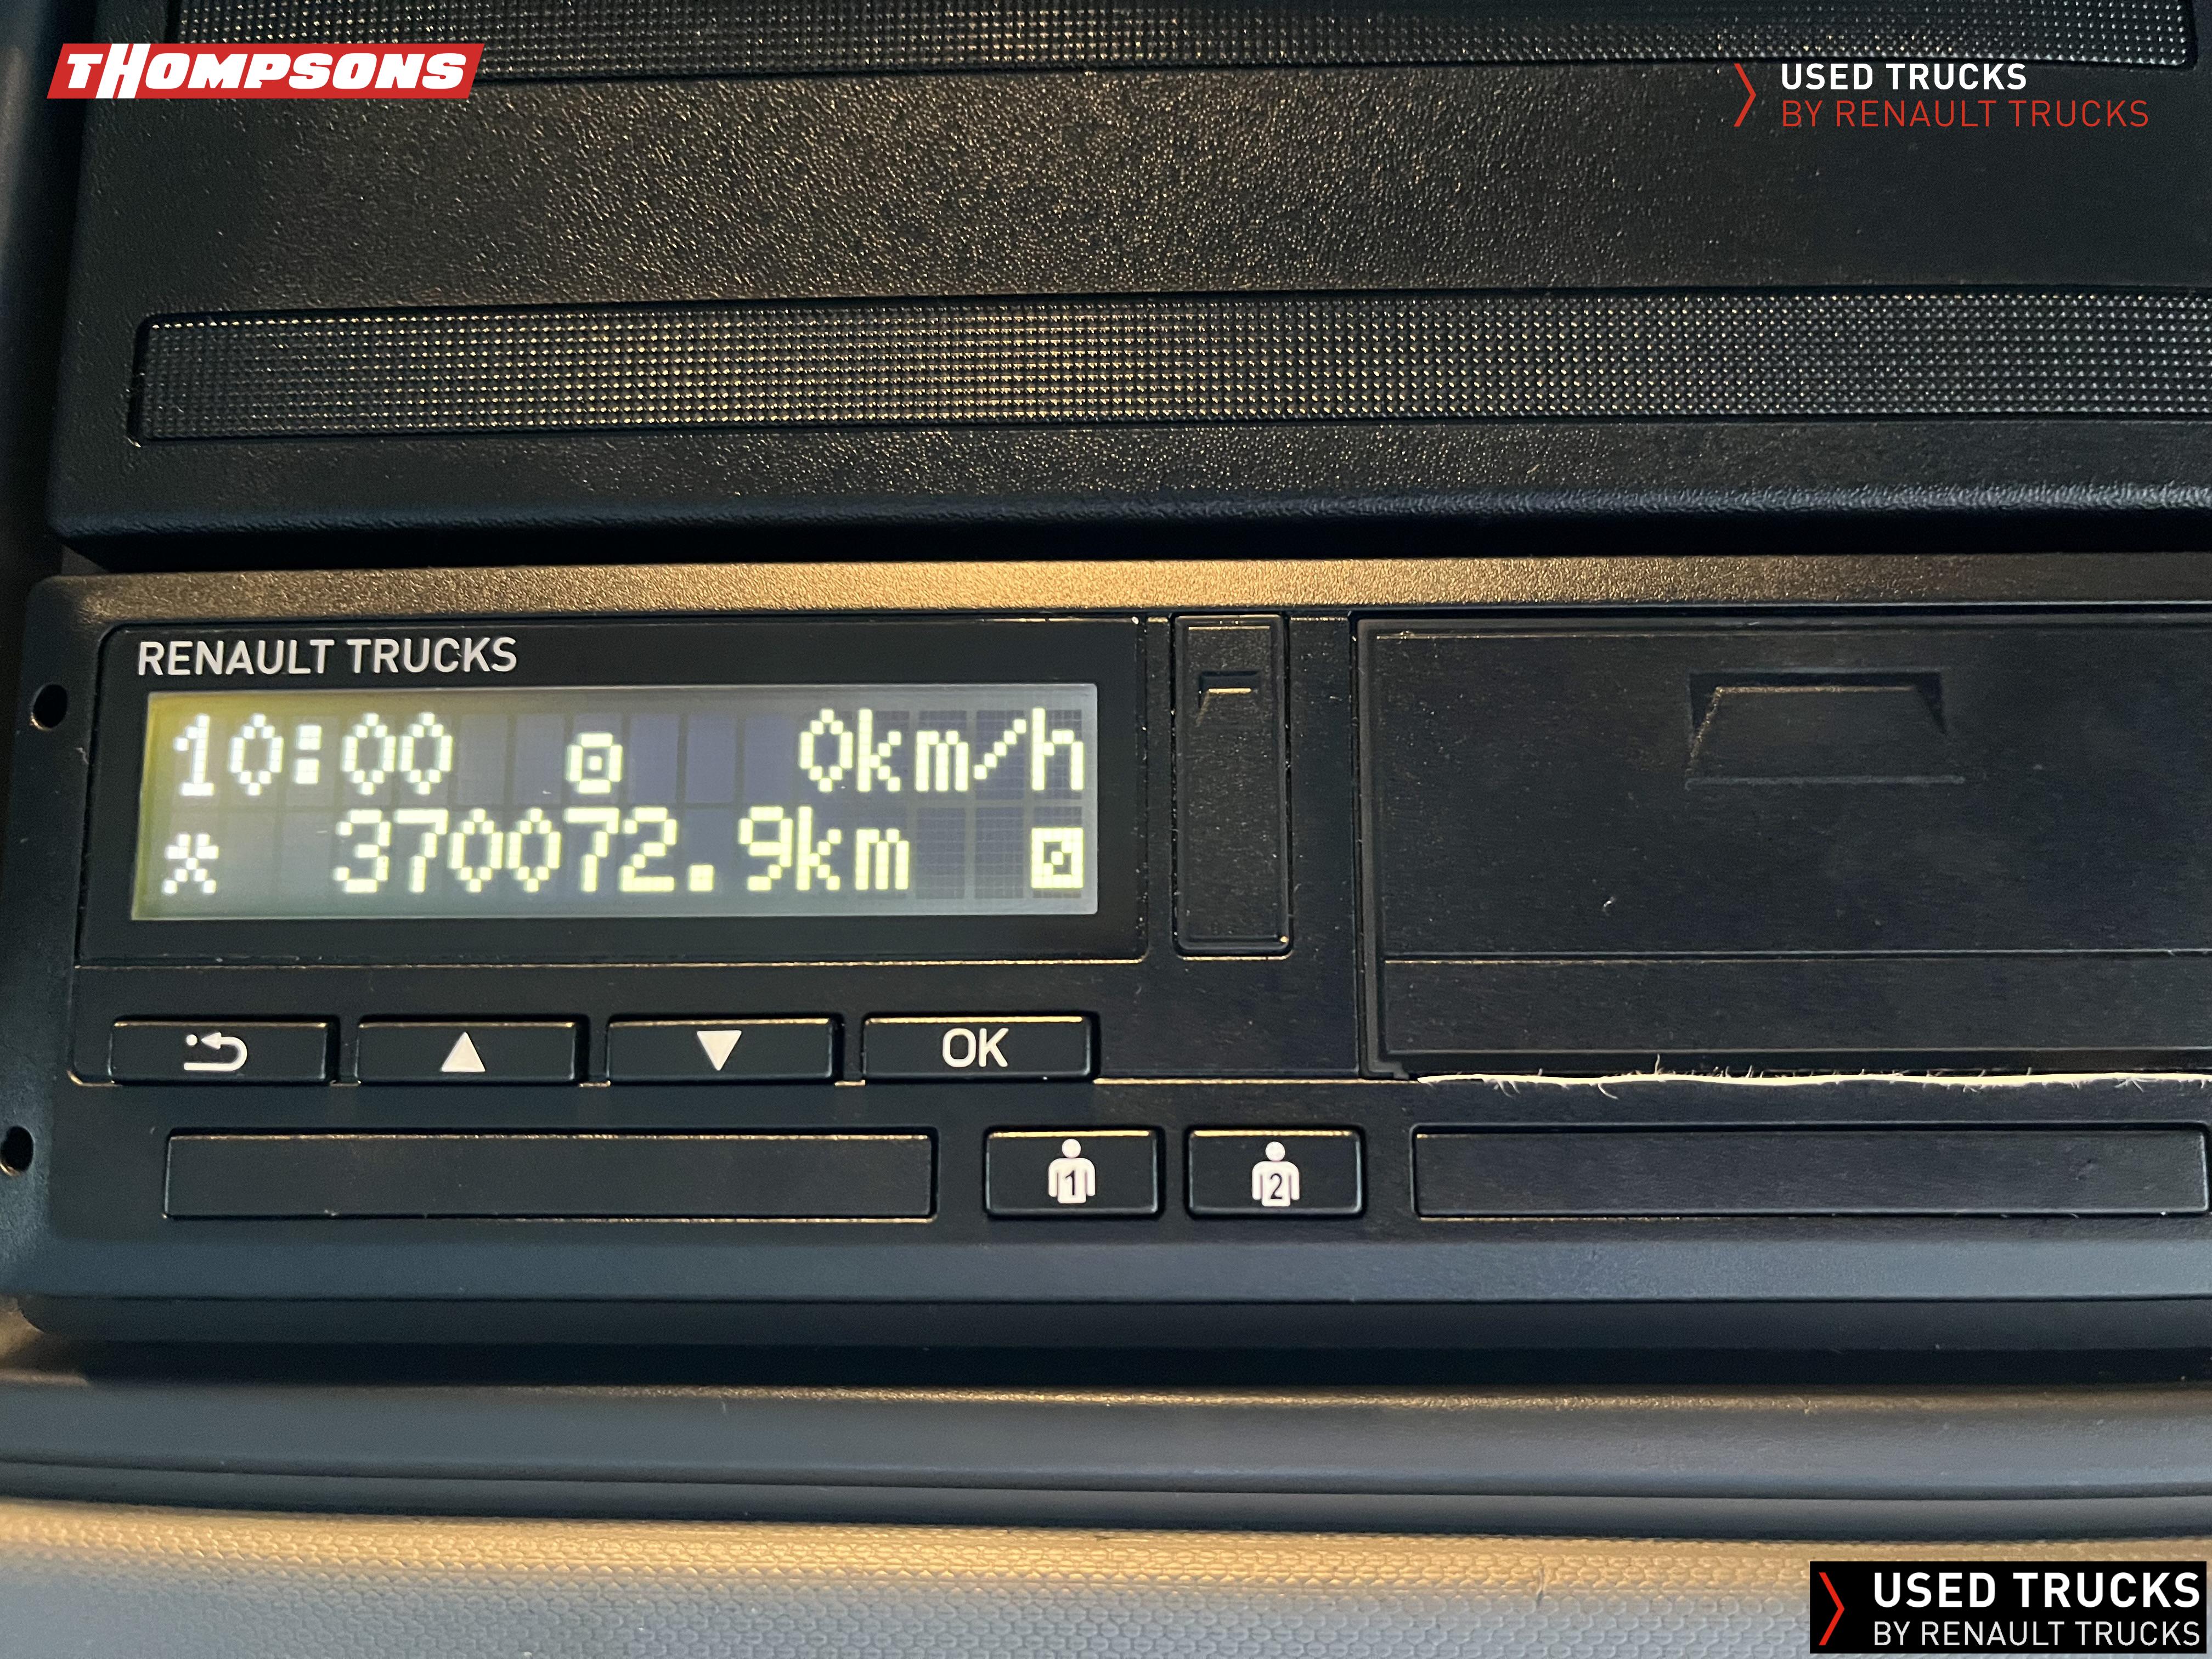 THOMPSONS
USED TRUCKS
BY RENAULT TRUCKS
RENAULT TRUCKS
10:00 0km/h
370072.9km
OK
1 2
USED TRUCKS
BY RENAULT TRUCKS